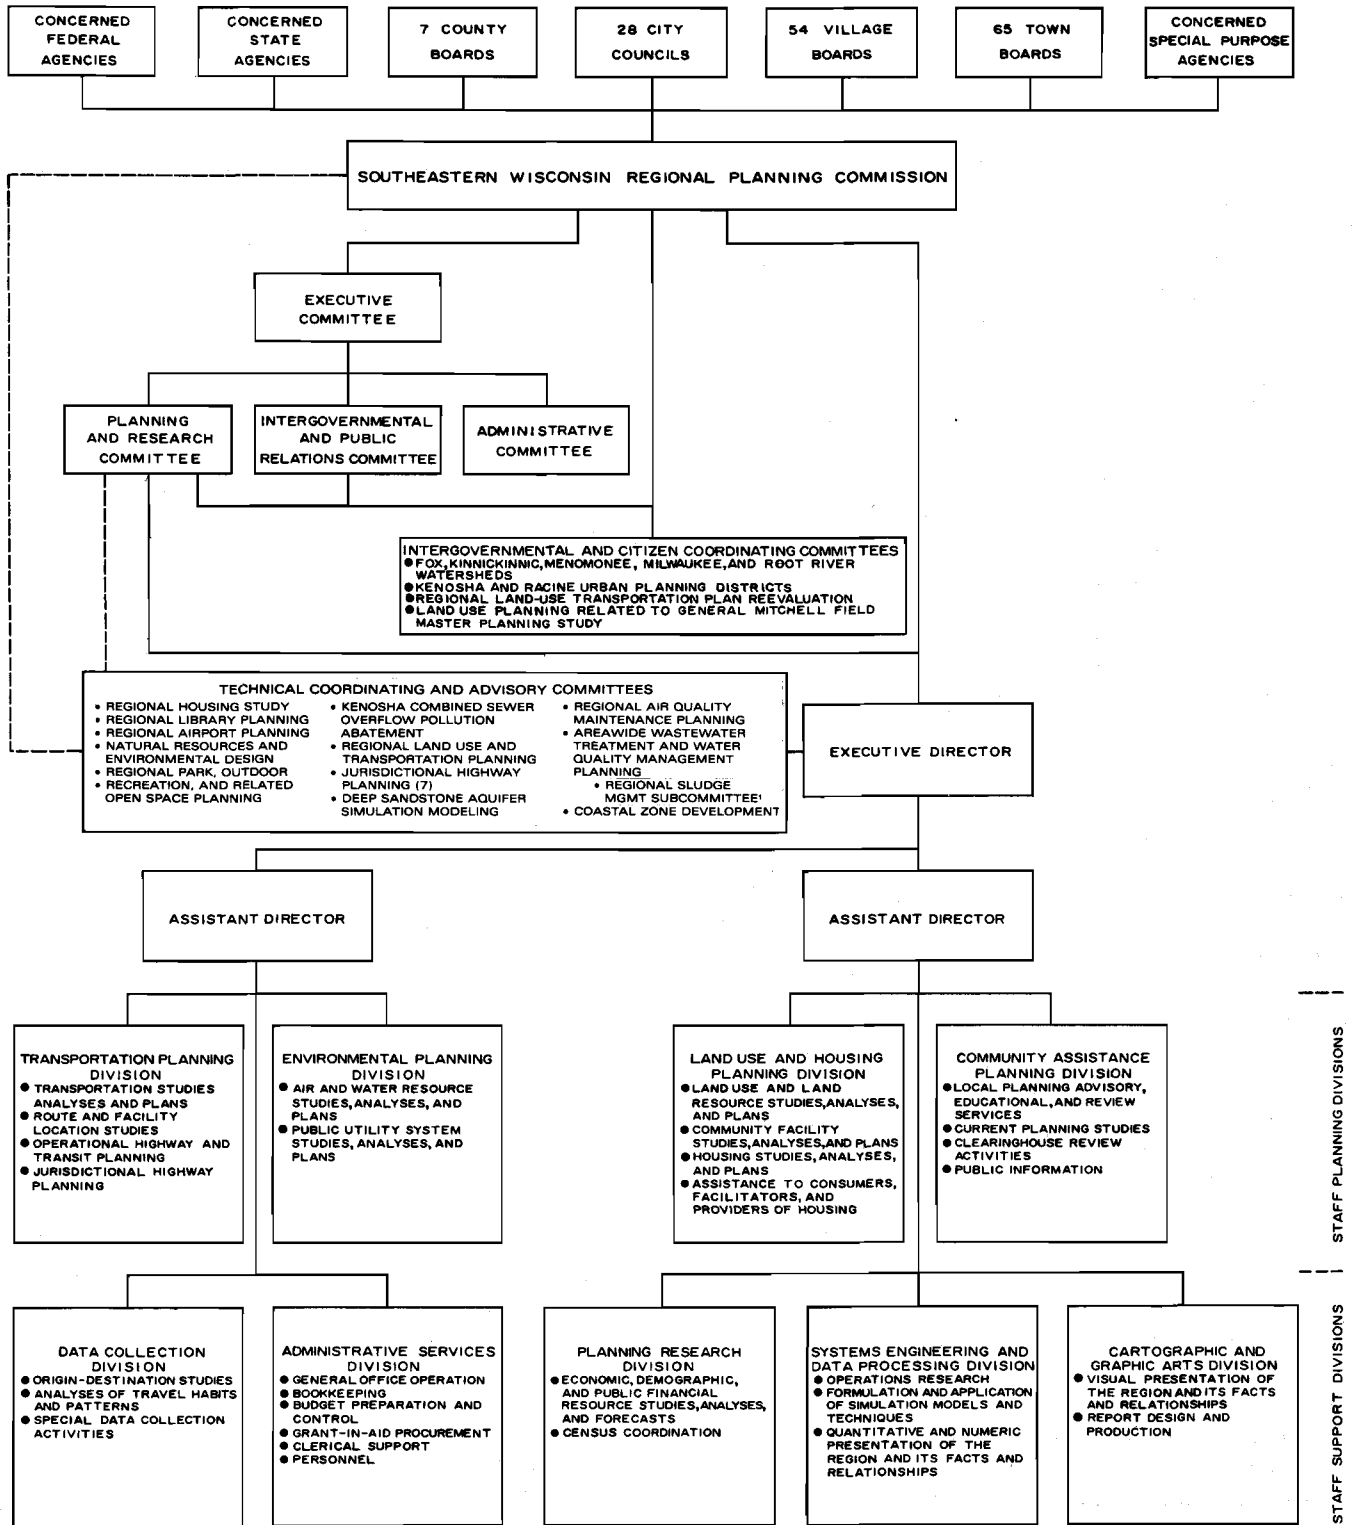 CONCERNED
FEDERAL
AGENCIES
CONCERNED
STATE
AGENCIES
7 COUNTY
BOARDS
28 CITY
COUNCILS
54 VILLAGE
BOARDS
65 TOWN
BOARDS
CONCERNED
SPECIAL PURPOSE
AGENCIES
SOUTHEASTERN WISCONSIN REGIONAL PLANNING COMMISSION
EXECUTIVE
COMMITTEE
PLANNING
AND RESEARCH
COMMITTEE
INTERGOVERNMENTAL
AND PUBLIC
RELATIONS COMMITTEE
ADMINISTRATIVE
COMMITTEE
INTERGOVERNMENTAL AND CITIZEN COORDINATING COMMITTEES
● FOX, KINNICKINNIC, MENOMONEE, MILWAUKEE, AND ROOT RIVER
WATERSHEDS
● KENOSHA AND RACINE URBAN PLANNING DISTRICTS
● REGIONAL LAND-USE TRANSPORTATION PLAN REEVALUATION
● LAND USE PLANNING RELATED TO GENERAL MITCHELL FIELD
MASTER PLANNING STUDY
TECHNICAL COORDINATING AND ADVISORY COMMITTEES
• REGIONAL HOUSING STUDY
• REGIONAL LIBRARY PLANNING
• REGIONAL AIRPORT PLANNING
• NATURAL RESOURCES AND
ENVIRONMENTAL DESIGN
• REGIONAL PARK, OUTDOOR
• RECREATION, AND RELATED
OPEN SPACE PLANNING
• KENOSHA COMBINED SEWER
OVERFLOW POLLUTION
ABATEMENT
• REGIONAL LAND USE AND
TRANSPORTATION PLANNING
• JURISDICTIONAL HIGHWAY
PLANNING (7)
• DEEP SANDSTONE AQUIFER
SIMULATION MODELING
• REGIONAL AIR QUALITY
MAINTENANCE PLANNING
• AREAWIDE WASTEWATER
TREATMENT AND WATER
QUALITY MANAGEMENT
PLANNING
• REGIONAL SLUDGE
MGMT SUBCOMMITTEE
• COASTAL ZONE DEVELOPMENT
EXECUTIVE DIRECTOR
ASSISTANT DIRECTOR
ASSISTANT DIRECTOR
TRANSPORTATION PLANNING
DIVISION
● TRANSPORTATION STUDIES
ANALYSES AND PLANS
● ROUTE AND FACILITY
LOCATION STUDIES
● OPERATIONAL HIGHWAY AND
TRANSIT PLANNING
● JURISDICTIONAL HIGHWAY
PLANNING
ENVIRONMENTAL PLANNING
DIVISION
● AIR AND WATER RESOURCE
STUDIES, ANALYSES, AND
PLANS
● PUBLIC UTILITY SYSTEM
STUDIES, ANALYSES, AND
PLANS
LAND USE AND HOUSING
PLANNING DIVISION
● LAND USE AND LAND
RESOURCE STUDIES, ANALYSES,
AND PLANS
● COMMUNITY FACILITY
STUDIES, ANALYSES, AND PLANS
● HOUSING STUDIES, ANALYSES,
AND PLANS
● ASSISTANCE TO CONSUMERS,
FACILITATORS, AND
PROVIDERS OF HOUSING
COMMUNITY ASSISTANCE
PLANNING DIVISION
● LOCAL PLANNING ADVISORY,
EDUCATIONAL, AND REVIEW
SERVICES
● CURRENT PLANNING STUDIES
● CLEARINGHOUSE REVIEW
ACTIVITIES
● PUBLIC INFORMATION
STAFF PLANNING DIVISIONS
DATA COLLECTION
DIVISION
● ORIGIN-DESTINATION STUDIES
● ANALYSES OF TRAVEL HABITS
AND PATTERNS
● SPECIAL DATA COLLECTION
ACTIVITIES
ADMINISTRATIVE SERVICES
DIVISION
● GENERAL OFFICE OPERATION
● BOOKKEEPING
● BUDGET PREPARATION AND
CONTROL
● GRANT-IN-AID PROCUREMENT
● CLERICAL SUPPORT
● PERSONNEL
PLANNING RESEARCH
DIVISION
● ECONOMIC, DEMOGRAPHIC,
AND PUBLIC FINANCIAL
RESOURCE STUDIES, ANALYSES,
AND FORECASTS
● CENSUS COORDINATION
SYSTEMS ENGINEERING AND
DATA PROCESSING DIVISION
● OPERATIONS RESEARCH
● FORMULATION AND APPLICATION
OF SIMULATION MODELS AND
TECHNIQUES
● QUANTITATIVE AND NUMERIC
PRESENTATION OF THE
REGION AND ITS FACTS AND
RELATIONSHIPS
CARTOGRAPHIC AND
GRAPHIC ARTS DIVISION
● VISUAL PRESENTATION OF
THE REGION AND ITS FACTS
AND RELATIONSHIPS
● REPORT DESIGN AND
PRODUCTION
STAFF SUPPORT DIVISIONS